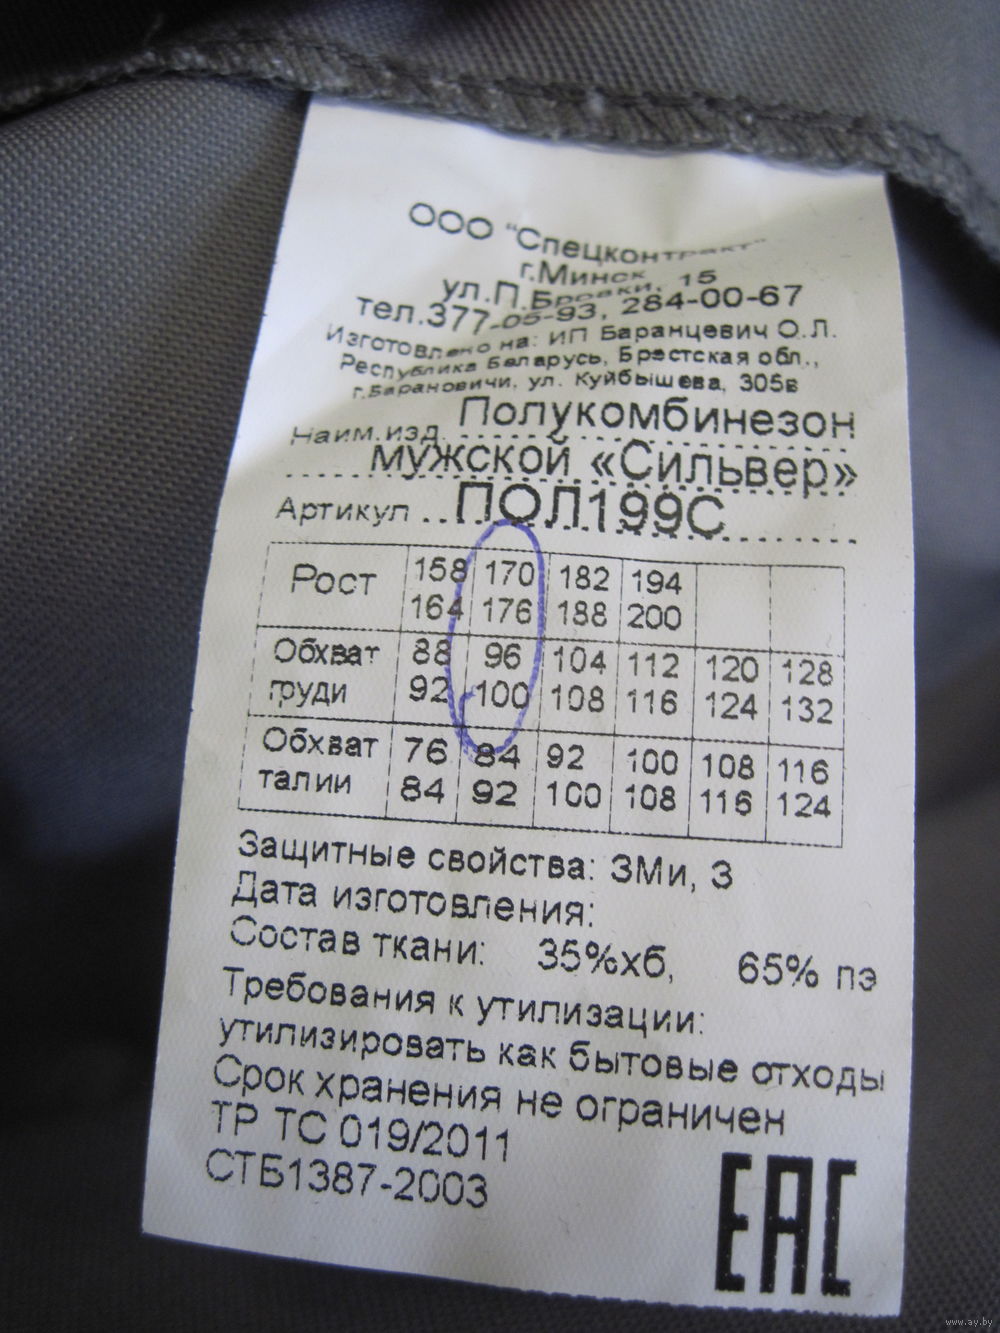 ООО "Спецконтракт"
г.Минск
ул.П.Бровки, 15
тел.377-05-93, 284-00-67
Изготовлено на: ИП Баранцевич О.Л.
Республика Беларусь, Брестская обл.,
г.Барановичи, ул. Куйбышева, 305в
Наим.изд. Полукомбинезон
мужской «Сильвер»
Артикул ПОЛ199С
Рост 158 170 182 194
164 176 188 200
Обхват 88 96 104 112 120 128
груди 92 100 108 116 124 132
Обхват 76 84 92 100 108 116
талии 84 92 100 108 116 124
Защитные свойства: ЗМи, З
Дата изготовления:
Состав ткани: 35%хб, 65% пэ
Требования к утилизации:
утилизировать как бытовые отходы
Срок хранения не ограничен
ТР ТС 019/2011
СТБ1387-2003
ЕАС
www.ay.by